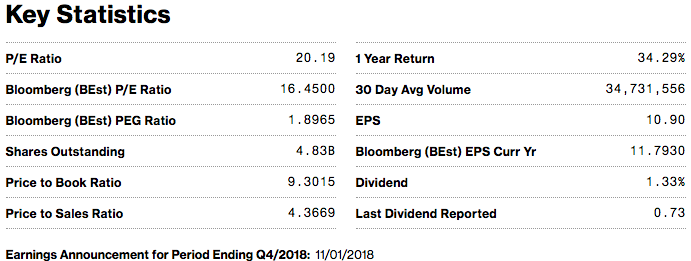 Key Statistics
P/E Ratio 20.19 1 Year Return 34.29%
Bloomberg (BEst) P/E Ratio 16.4500 30 Day Avg Volume 34,731,556
Bloomberg (BEst) PEG Ratio 1.8965 EPS 10.90
Shares Outstanding 4.83B Bloomberg (BEst) EPS Curr Yr 11.7930
Price to Book Ratio 9.3015 Dividend 1.33%
Price to Sales Ratio 4.3669 Last Dividend Reported 0.73
Earnings Announcement for Period Ending Q4/2018: 11/01/2018